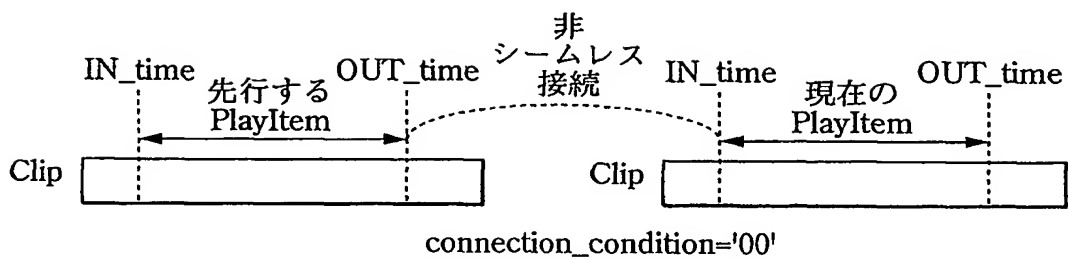 非
シームレス
接続
IN_time
OUT_time
IN_time
OUT_time
先行する
PlayItem
現在の
PlayItem
Clip
Clip
connection_condition='00'